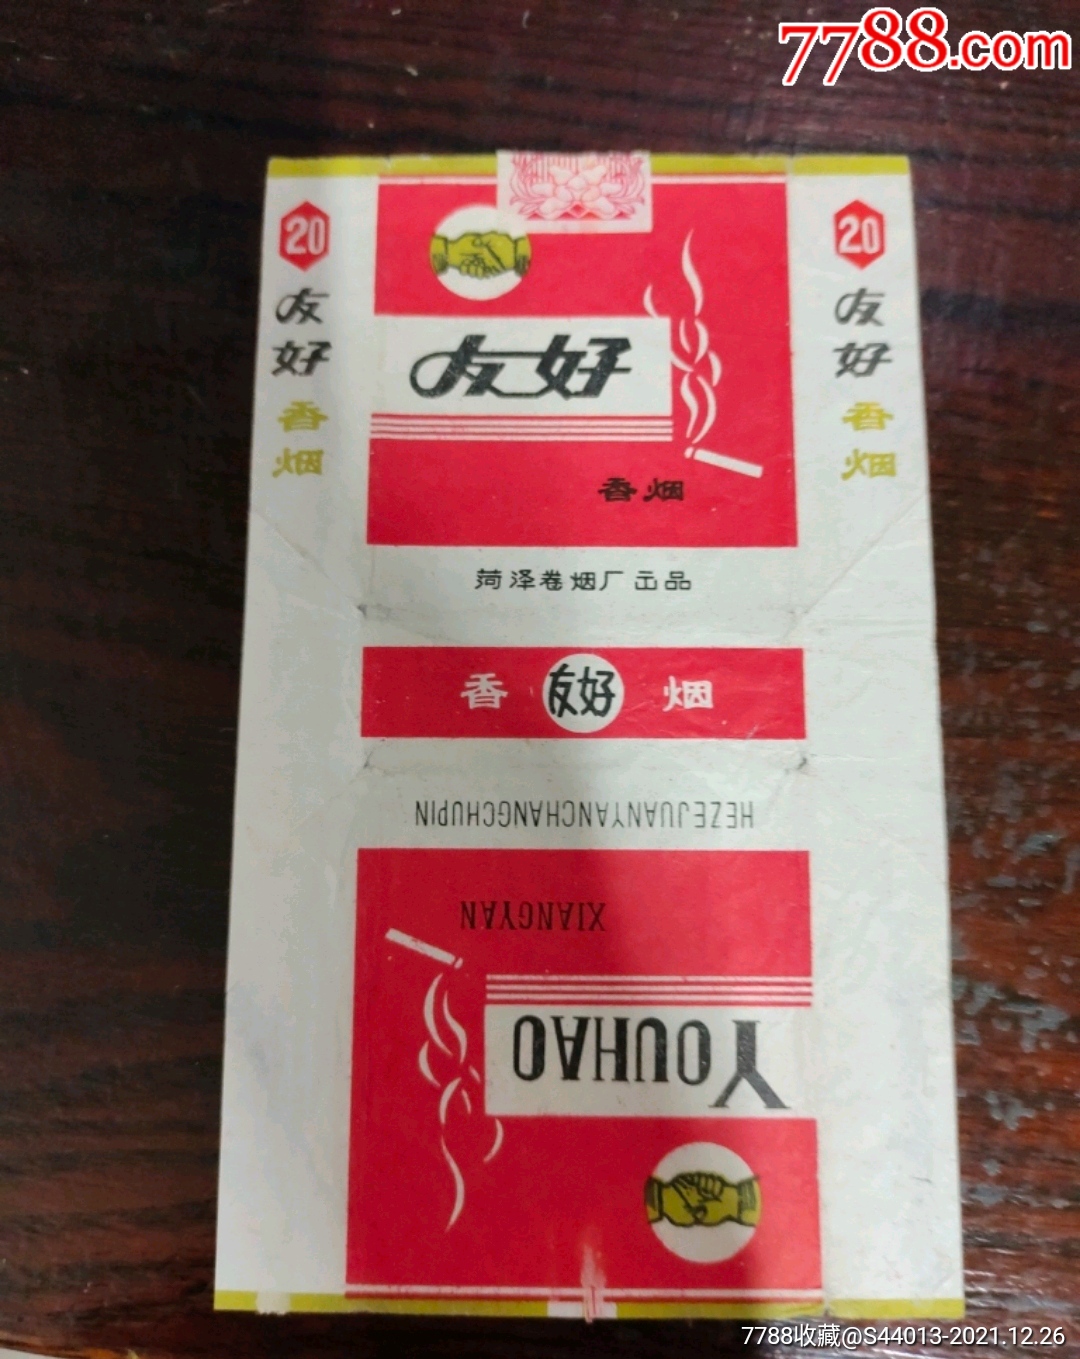 7788.com
20
友
好
香
烟
友好
香烟
菏泽卷烟厂出品
20
友
好
香
烟
香 友好 烟
HEZEJUANYANCHANGCHUPIN
XIANGYAN
YOUHAO
7788收藏@S44013-2021.12.26